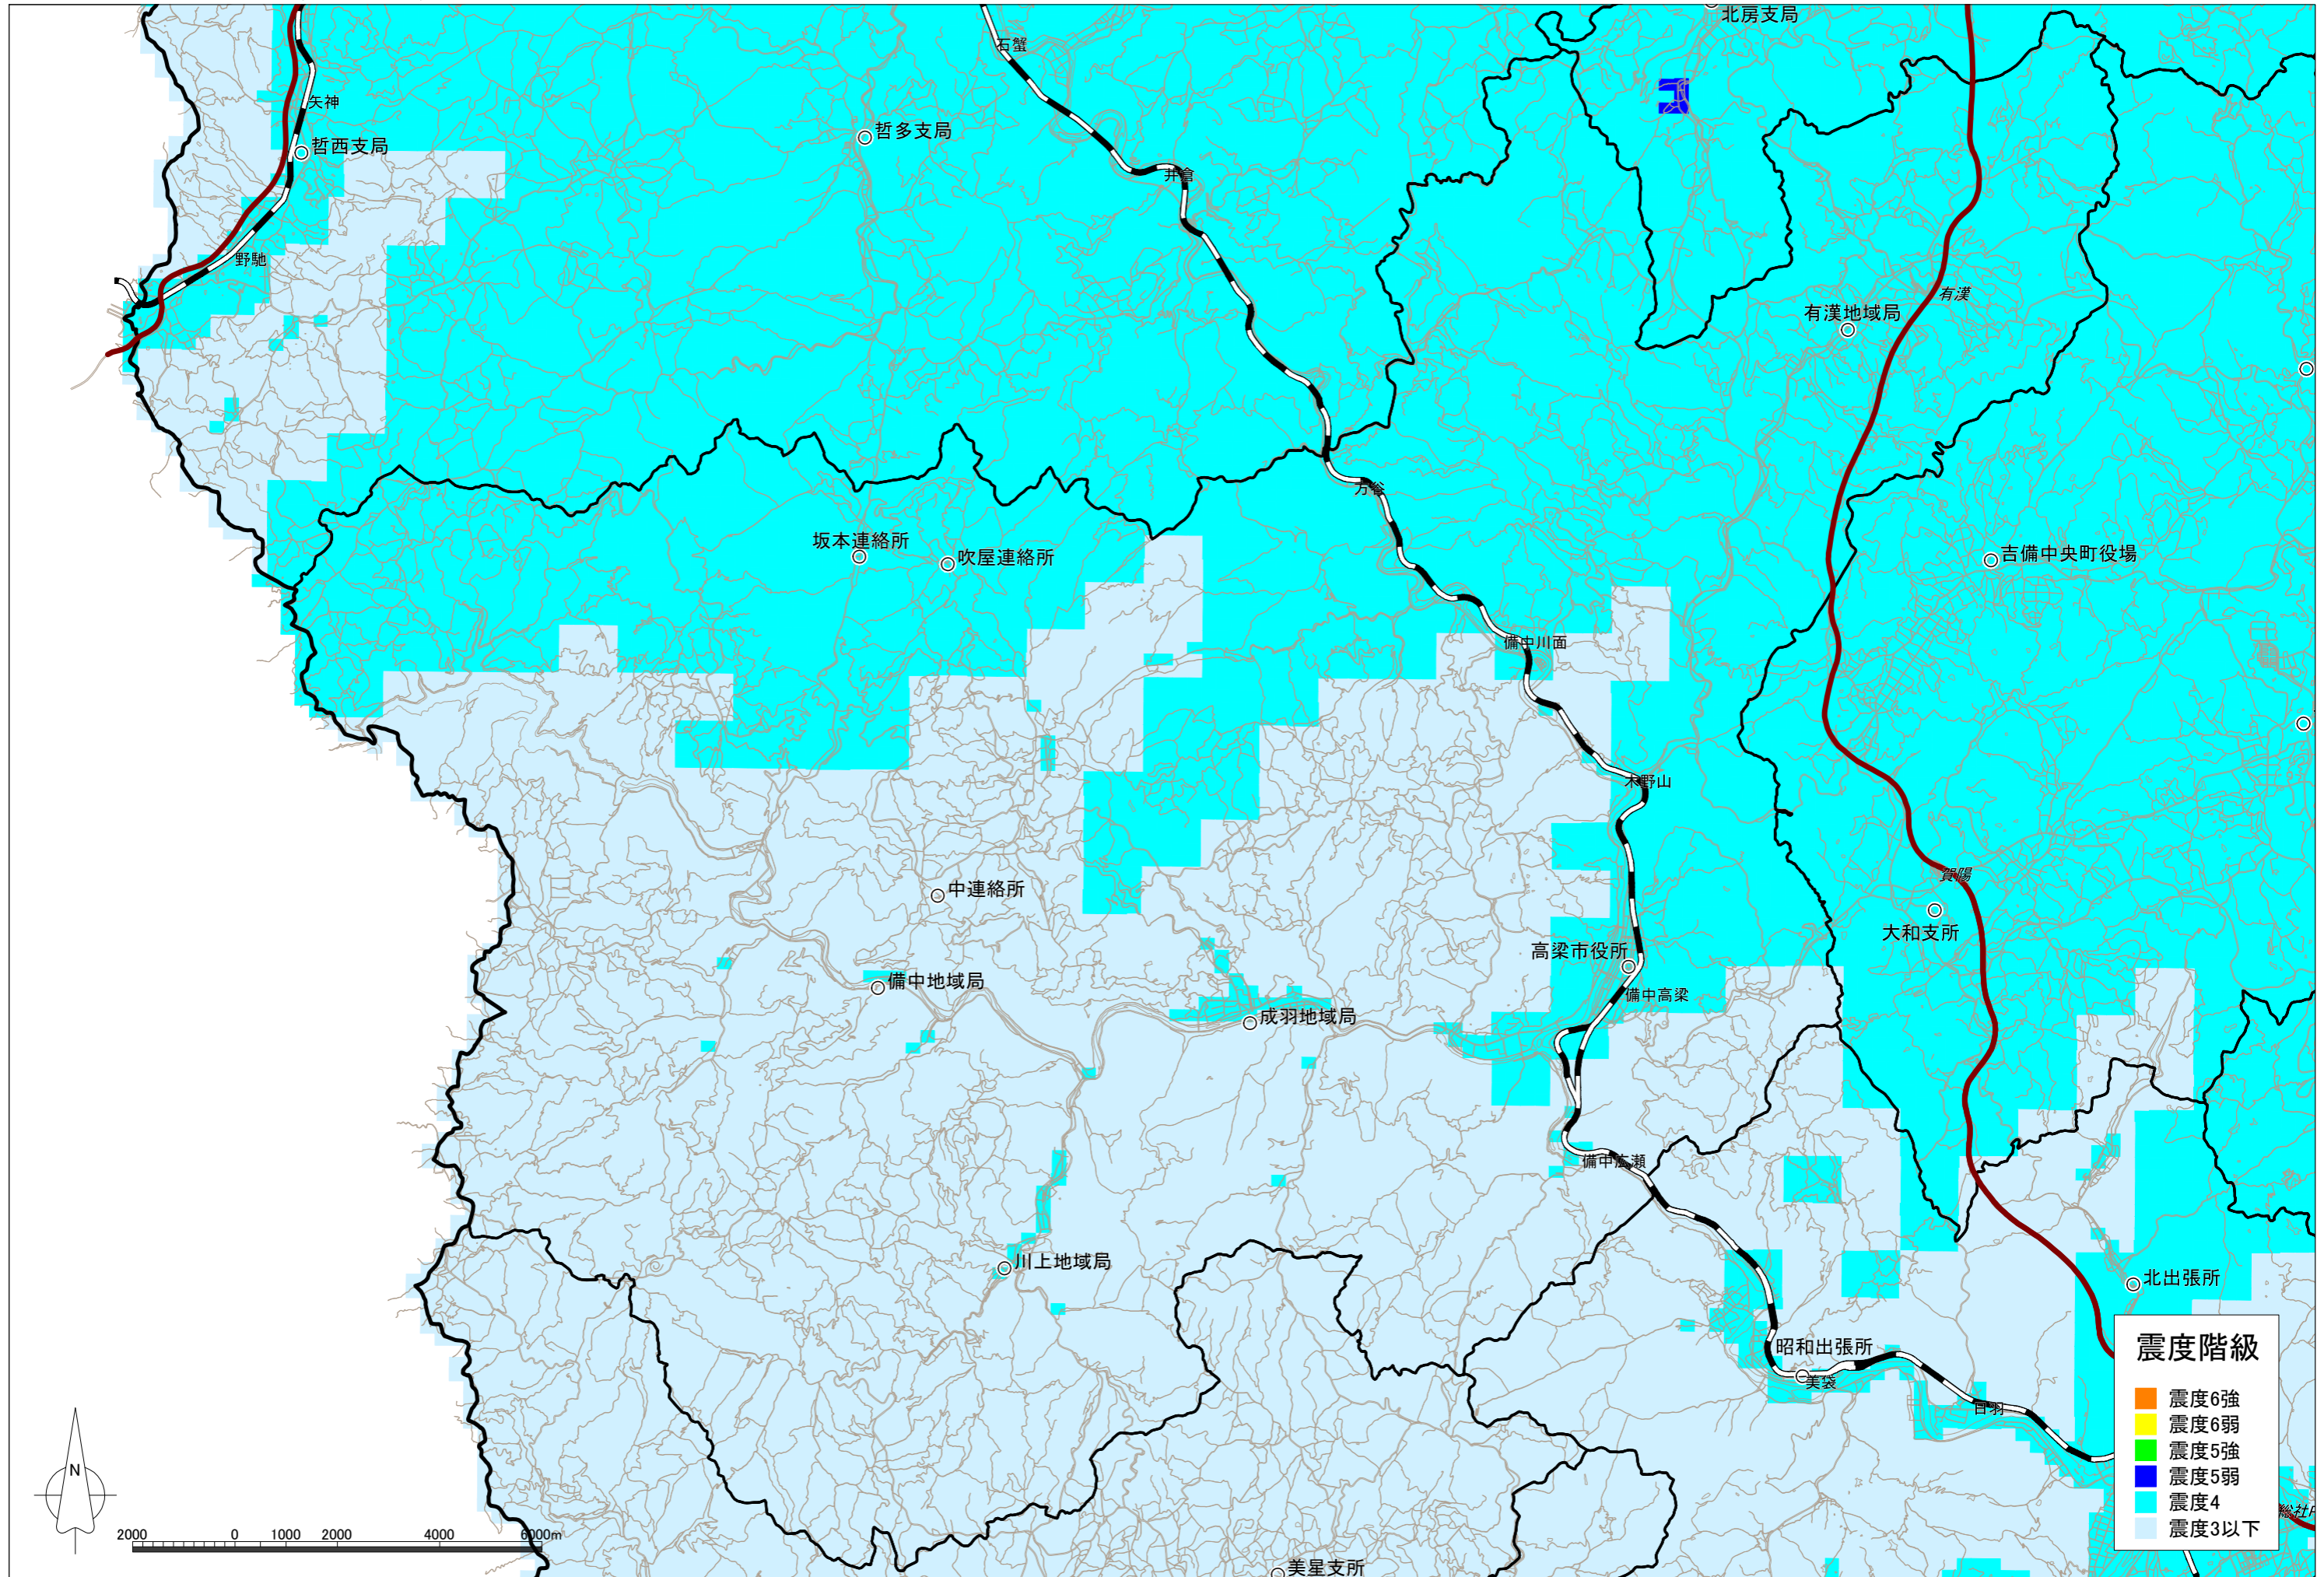 北房支局
石蟹
矢神
哲西支局
哲多支局
井倉
野馳
有漢
有漢地域局
方谷
坂本連絡所
吹屋連絡所
吉備中央町役場
備中川面
木野山
中連絡所
賀陽
大和支所
高梁市役所
備中地域局
備中高梁
成羽地域局
備中広瀬
川上地域局
北出張所
昭和出張所
美袋
日羽
震度階級
震度6強
震度6弱
震度5強
震度5弱
震度4
震度3以下
総社
N
2000 0 1000 2000 4000 6000m
美星支所